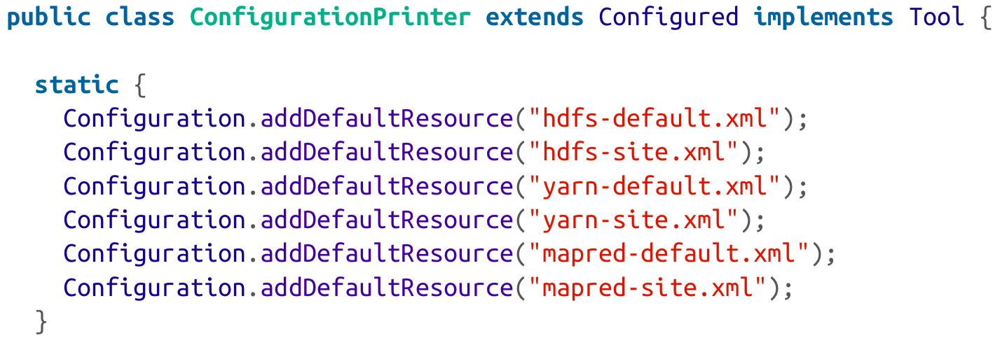 public class ConfigurationPrinter extends Configured implements Tool {
static {
Configuration.addDefaultResource("hdfs-default.xml");
Configuration.addDefaultResource("hdfs-site.xml");
Configuration.addDefaultResource("yarn-default.xml");
Configuration.addDefaultResource("yarn-site.xml");
Configuration.addDefaultResource("mapred-default.xml");
Configuration.addDefaultResource("mapred-site.xml");
}